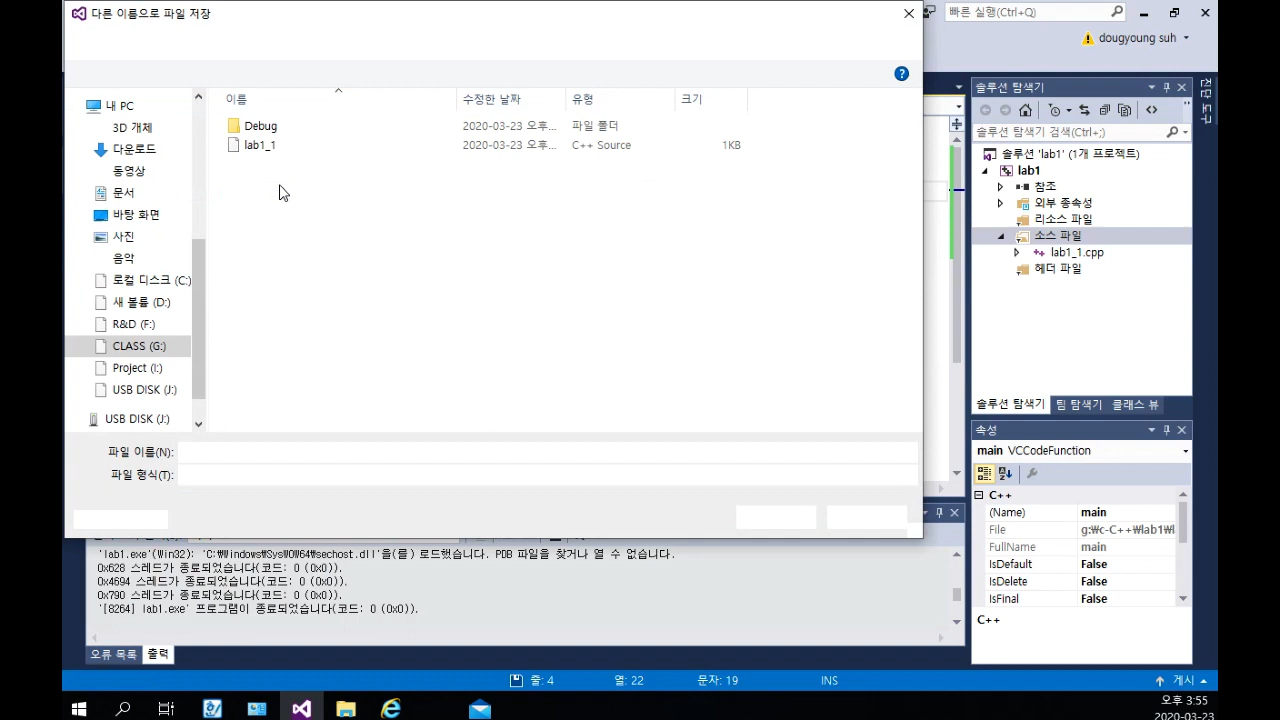 다른 이름으로 파일 저장
빠른 실행(Ctrl+Q)
dougyoung suh
이름
수정한 날짜
유형
크기
내 PC
3D 개체
다운로드
동영상
문서
바탕 화면
사진
음악
로컬 디스크 (C:)
새 볼륨 (D:)
R&D (F:)
CLASS (G:)
Project (I:)
USB DISK (J:)
USB DISK (J:)
Debug
2020-03-23 오후...
파일 폴더
lab1_1
2020-03-23 오후...
C++ Source
1KB
파일 이름(N):
파일 형식(T):
솔루션 탐색기
솔루션 탐색기 검색(Ctrl+;)
솔루션 'lab1' (1개 프로젝트)
lab1
참조
외부 종속성
리소스 파일
소스 파일
lab1_1.cpp
헤더 파일
솔루션 탐색기
팀 탐색기
클래스 뷰
속성
main VCCodeFunction
C++
(Name) main
File g:₩c-C++₩lab1₩l
FullName main
IsDefault False
IsDelete False
IsFinal False
C++
'lab1.exe'(Win32): 'C:₩Windows₩SysWOW64₩sechost.dll'을(를) 로드했습니다. PDB 파일을 찾거나 열 수 없습니다.
0x628 스레드가 종료되었습니다(코드: 0 (0x0)).
0x4694 스레드가 종료되었습니다(코드: 0 (0x0)).
0x790 스레드가 종료되었습니다(코드: 0 (0x0)).
'[8264] lab1.exe' 프로그램이 종료되었습니다(코드: 0 (0x0)).
오류 목록
출력
줄: 4
열: 22
문자: 19
INS
게시
오후 3:55
2020-03-23